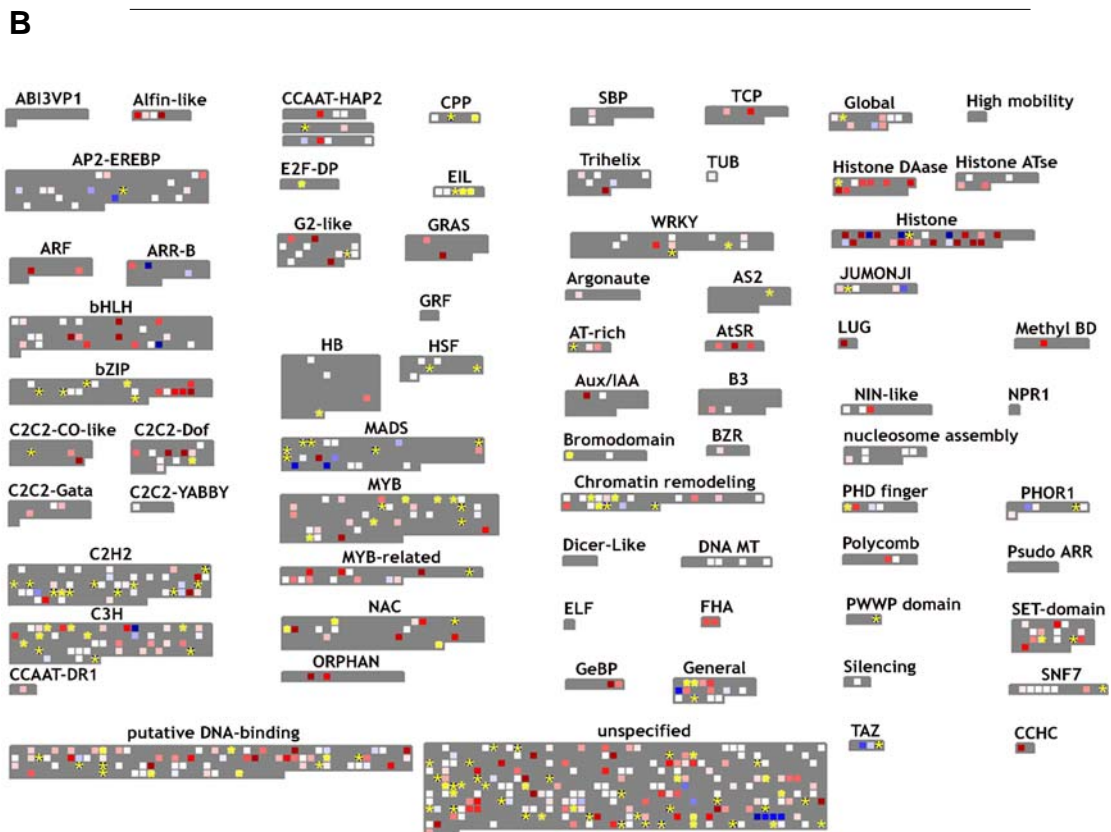 B
ABI3VP1
Alfin-like
CCAAT-HAP2
CPP
SBP
TCP
Global
High mobility
AP2-EREBP
E2F-DP
EIL
Trihelix
TUB
Histone DAase
Histone ATse
ARF
ARR-B
G2-like
GRAS
WRKY
Histone
bHLH
GRF
Argonaute
AS2
JUMONJI
bZIP
HB
HSF
AT-rich
AtSR
LUG
Methyl BD
C2C2-CO-like
C2C2-Dof
MADS
Aux/IAA
B3
NIN-like
NPR1
C2C2-Gata
C2C2-YABBY
MYB
Bromodomain
BZR
nucleosome assembly
C2H2
MYB-related
Chromatin remodeling
PHD finger
PHOR1
C3H
NAC
Dicer-Like
DNA MT
Polycomb
Psudo ARR
CCAAT-DR1
ORPHAN
ELF
FHA
PWWP domain
SET-domain
GeBP
General
Silencing
SNF7
putative DNA-binding
unspecified
TAZ
CCHC